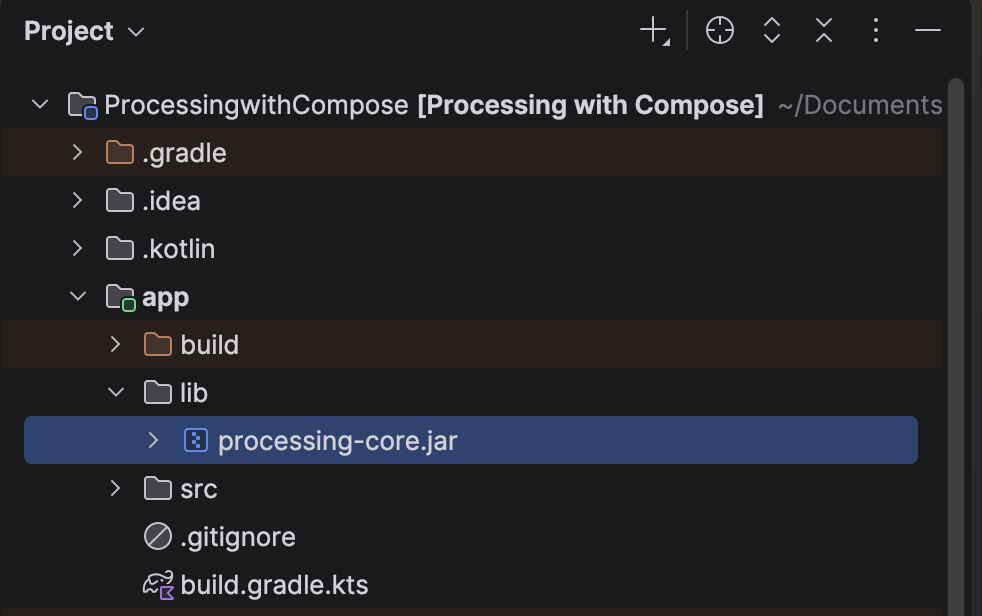 Project
ProcessingwithCompose [Processing with Compose] ~/Documents
.gradle
.idea
.kotlin
app
build
lib
processing-core.jar
src
.gitignore
build.gradle.kts